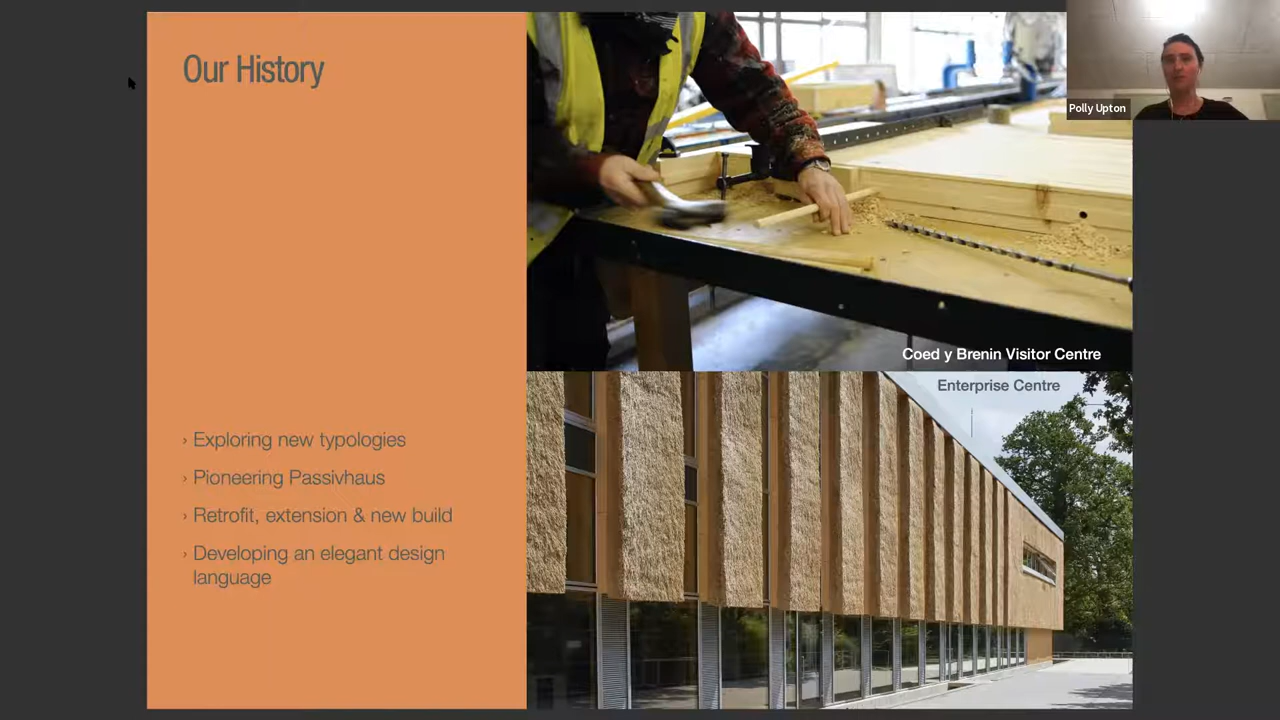 Our History
› Exploring new typologies
› Pioneering Passivhaus
› Retrofit, extension & new build
› Developing an elegant design
language
Coed y Brenin Visitor Centre
Enterprise Centre
Polly Upton